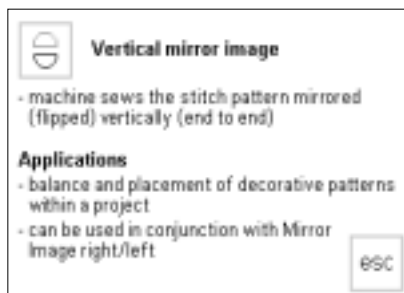 Vertical mirror image
- machine sews the stitch pattern mirrored
(flipped) vertically (end to end)
Applications
- balance and placement of decorative patterns
within a project
- can be used in conjunction with Mirror
Image right/left
esc